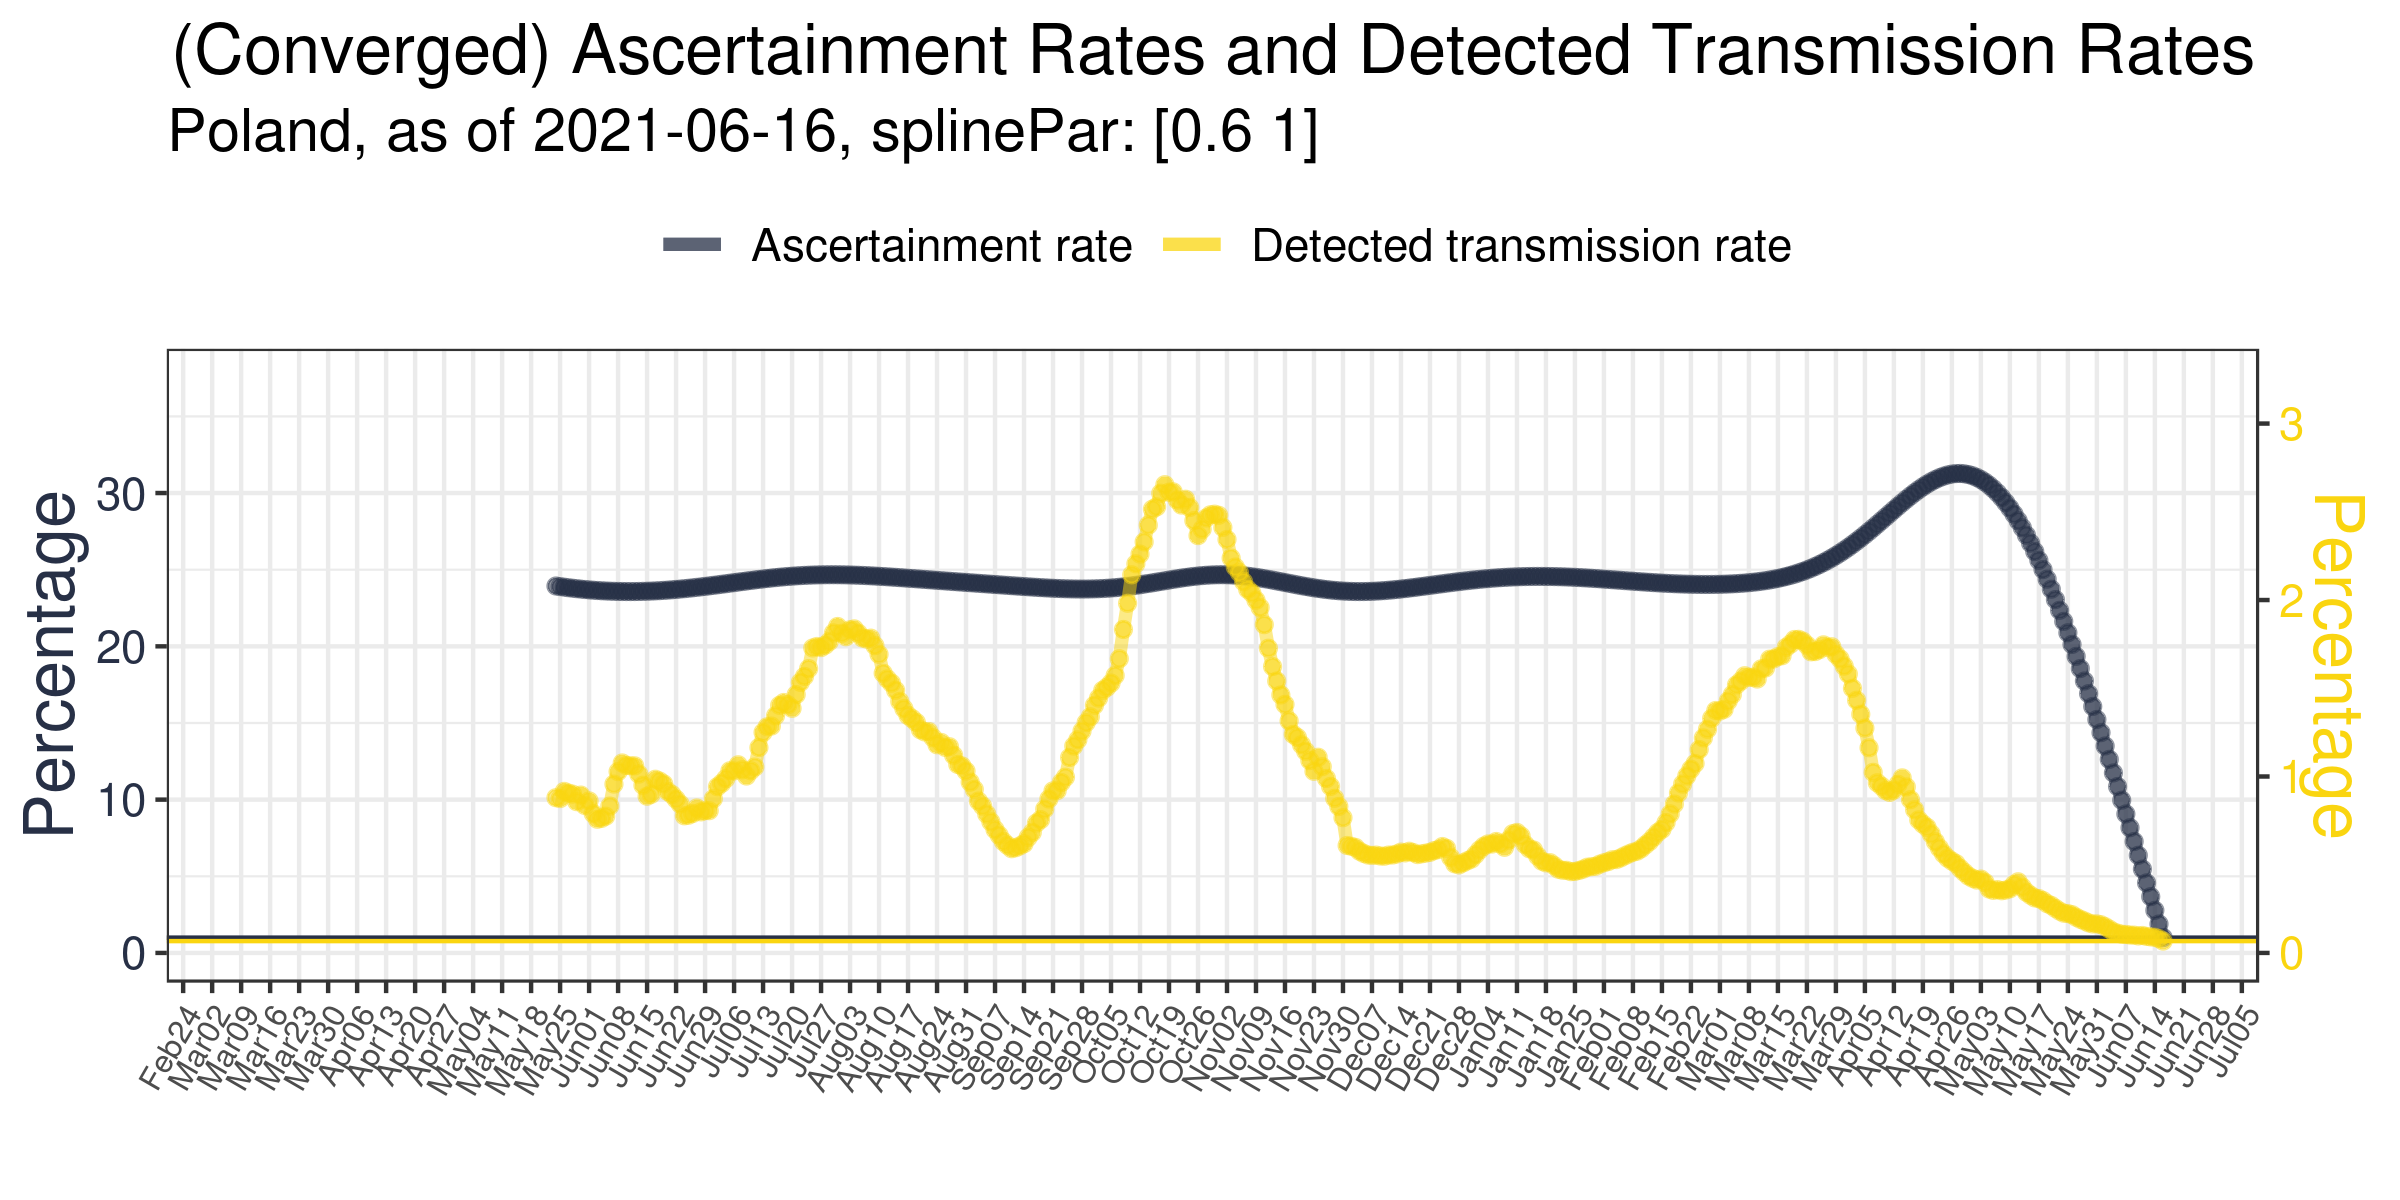 (Converged) Ascertainment Rates and Detected Transmission Rates
Poland, as of 2021-06-16, splinePar: [0.6 1]
Ascertainment rate Detected transmission rate
Percentage
30
20
10
0
3
2
1
0
Percentage
Feb24 Mar02 Mar09 Mar16 Mar23 Mar30 Apr06 Apr13 Apr20 Apr27 May04 May11 May18 May25 Jun01 Jun08 Jun15 Jun22 Jun29 Jul06 Jul13 Jul20 Jul27 Aug03 Aug10 Aug17 Aug24 Aug31 Sep07 Sep14 Sep21 Sep28 Oct05 Oct12 Oct19 Oct26 Nov02 Nov09 Nov16 Nov23 Nov30 Dec07 Dec14 Dec21 Dec28 Jan04 Jan11 Jan18 Jan25 Feb01 Feb08 Feb15 Feb22 Mar01 Mar08 Mar15 Mar22 Mar29 Apr05 Apr12 Apr19 Apr26 May03 May10 May17 May24 May31 Jun07 Jun14 Jun21 Jun28 Jul05